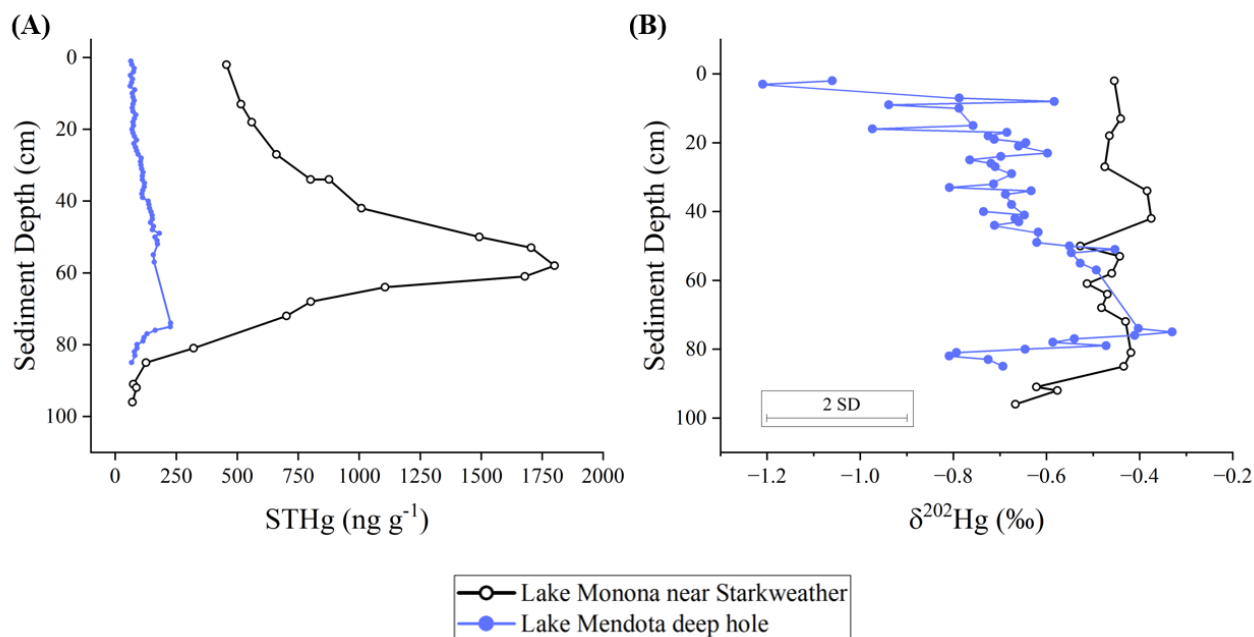 (A)
0
20
40
60
80
100
Sediment Depth (cm)
0 250 500 750 1000 1250 1500 1750 2000
STHg (ng g⁻¹)
(B)
0
20
40
60
80
100
Sediment Depth (cm)
2 SD
−1.2 −1.0 −0.8 −0.6 −0.4 −0.2
δ²⁰²Hg (‰)
Lake Monona near Starkweather
Lake Mendota deep hole